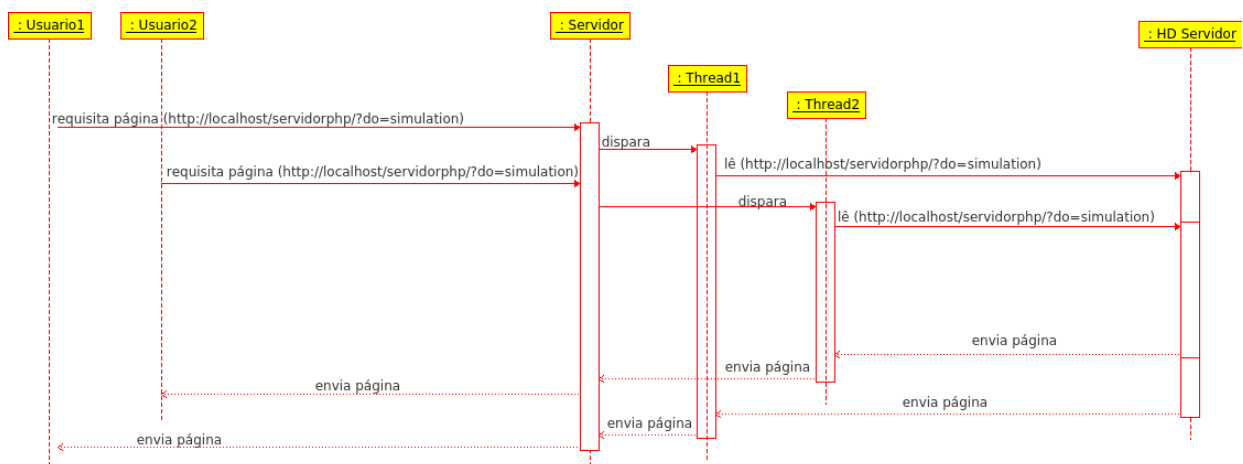 : Usuario1
: Usuario2
: Servidor
: HD Servidor
: Thread1
: Thread2
requisita página (http://localhost/servidorphp/?do=simulation)
dispara
lê (http://localhost/servidorphp/?do=simulation)
requisita página (http://localhost/servidorphp/?do=simulation)
dispara
lê (http://localhost/servidorphp/?do=simulation)
envia página
envia página
envia página
envia página
envia página
envia página